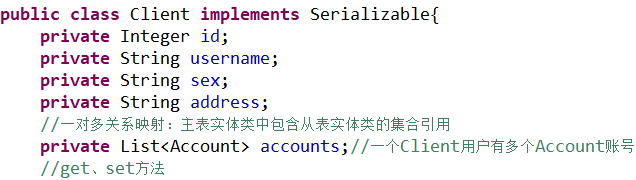 public class Client implements Serializable{
    private Integer id;
    private String username;
    private String sex;
    private String address;
    //一对多关系映射：主表实体类中包含从表实体类的集合引用
    private List<Account> accounts;//一个Client用户有多个Account账号
    //get、set方法